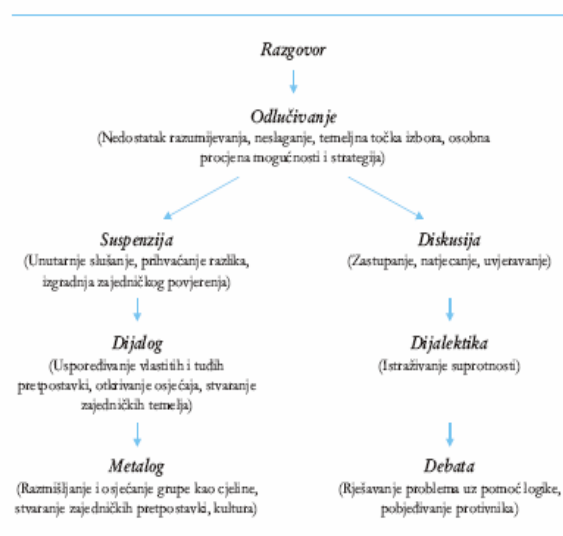 Razgovor
Odlučivanje
(Nedostatak razumijevanja, neslaganje, temeljna točka izbora, osobna
procjena mogućnosti i strategija)
Suspenzija
(Unutarnje slušanje, prihvaćanje razlika,
izgradnja zajedničkog povjerenja)
Diskusija
(Zastupanje, natjecanje, uvjeravanje)
Dijalog
(Uspoređivanje vlastitih i tuđih
pretpostavki, otkrivanje osjećaja, stvaranje
zajedničkih temelja)
Dijalektika
(Istraživanje suprotnosti)
Metalog
(Razmišljanje i osjećanje grupe kao cjeline,
stvaranje zajedničkih pretpostavki, kultura)
Debata
(Rješavanje problema uz pomoć logike,
pobjeđivanje protivnika)